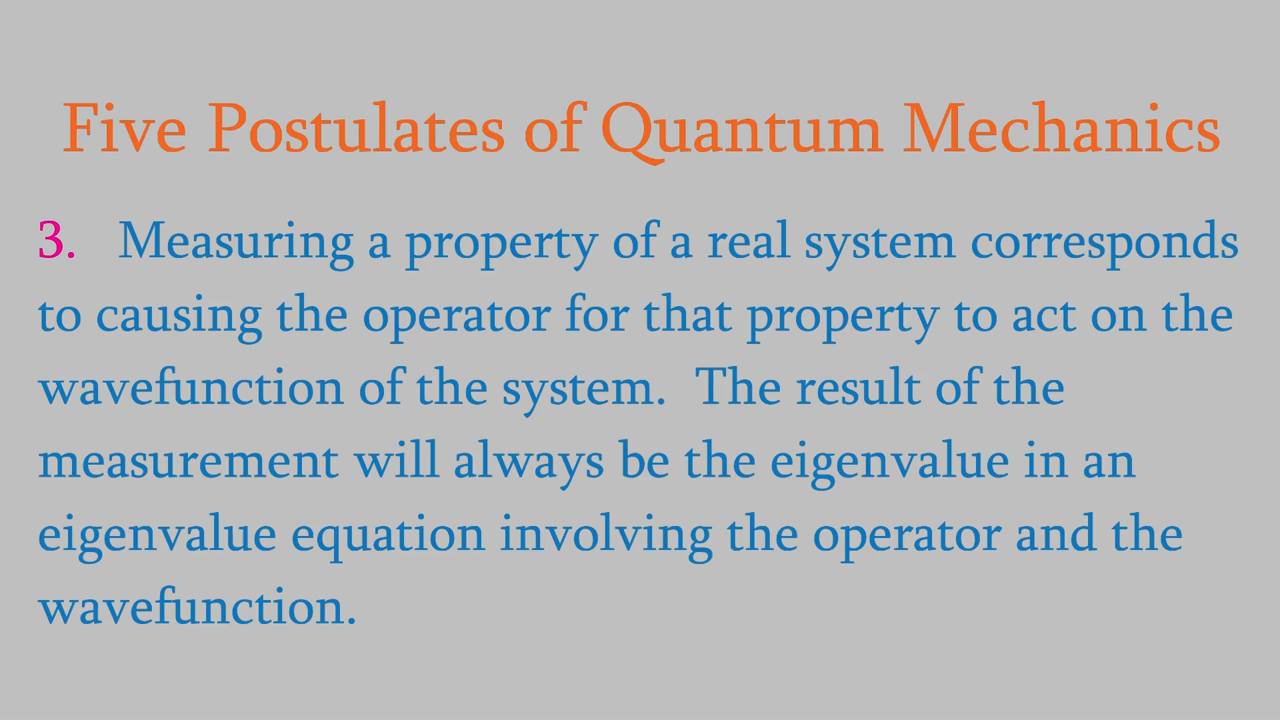 Five Postulates of Quantum Mechanics
3. Measuring a property of a real system corresponds
to causing the operator for that property to act on the
wavefunction of the system. The result of the
measurement will always be the eigenvalue in an
eigenvalue equation involving the operator and the
wavefunction.